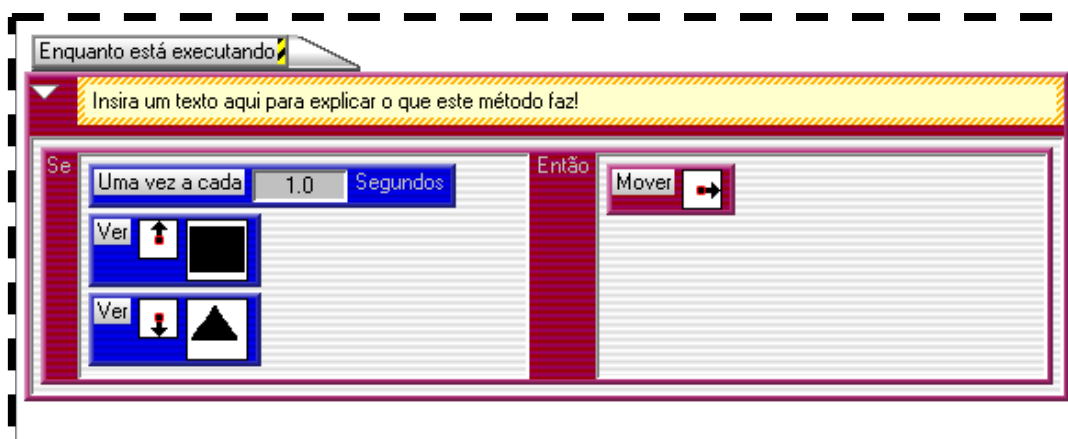 Enquanto está executando
Insira um texto aqui para explicar o que este método faz!
Se
Uma vez a cada 1.0 Segundos
Ver
Ver
Então
Mover